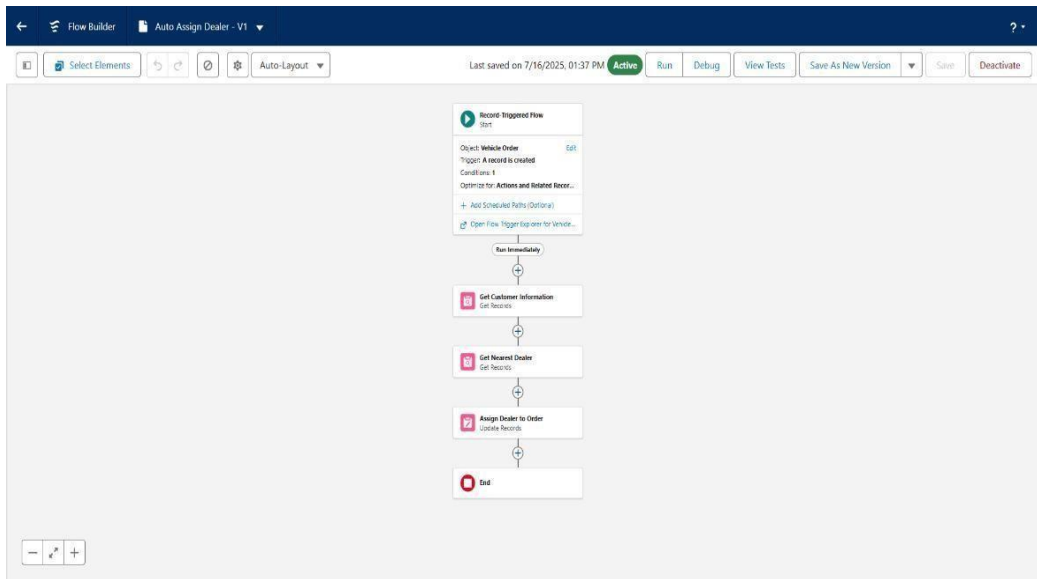 Flow Builder
Auto Assign Dealer - V1
?
Select Elements
Auto-Layout
Last saved on 7/16/2025, 01:37 PM
Active
Run
Debug
View Tests
Save As New Version
Save
Deactivate
Record-Triggered Flow
Start
Object: Vehicle Order
Edit
Trigger: A record is created
Conditions: 1
Optimize for: Actions and Related Recor...
+ Add Scheduled Paths (Optional)
Open Flow Trigger Explorer for Vehicle...
Run Immediately
Get Customer Information
Get Records
Get Nearest Dealer
Get Records
Assign Dealer to Order
Update Records
End